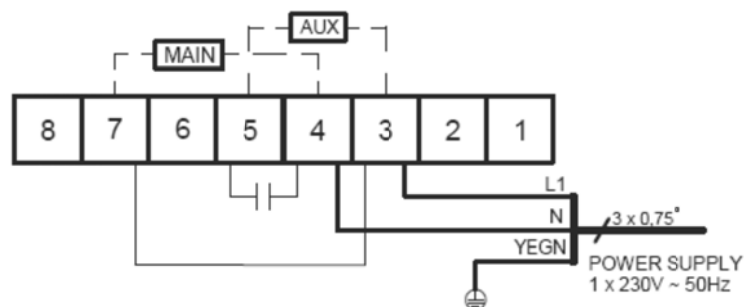 AUX
MAIN
8 7 6 5 4 3 2 1
L1
N
3 x 0,75°
YEGN
POWER SUPPLY
1 x 230V ~ 50Hz